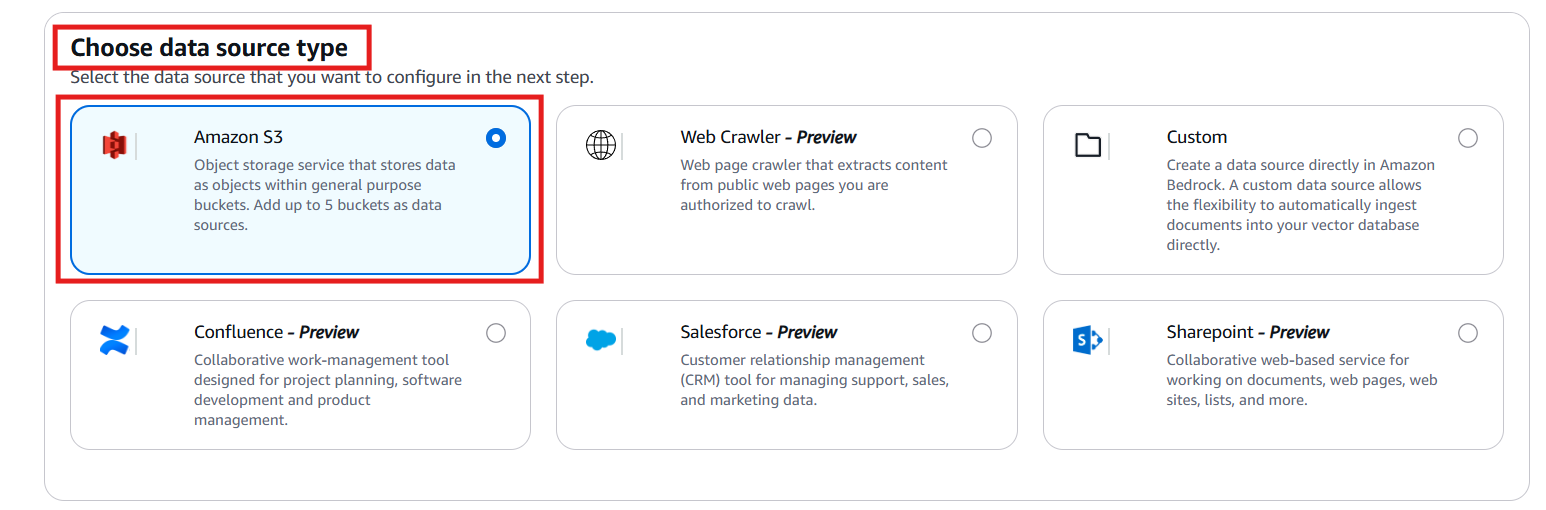 Choose data source type
Select the data source that you want to configure in the next step.
Amazon S3
Object storage service that stores data
as objects within general purpose
buckets. Add up to 5 buckets as data
sources.
Web Crawler - Preview
Web page crawler that extracts content
from public web pages you are
authorized to crawl.
Custom
Create a data source directly in Amazon
Bedrock. A custom data source allows
the flexibility to automatically ingest
documents into your vector database
directly.
Confluence - Preview
Collaborative work-management tool
designed for project planning, software
development and product
management.
Salesforce - Preview
Customer relationship management
(CRM) tool for managing support, sales,
and marketing data.
S
Sharepoint - Preview
Collaborative web-based service for
working on documents, web pages, web
sites, lists, and more.